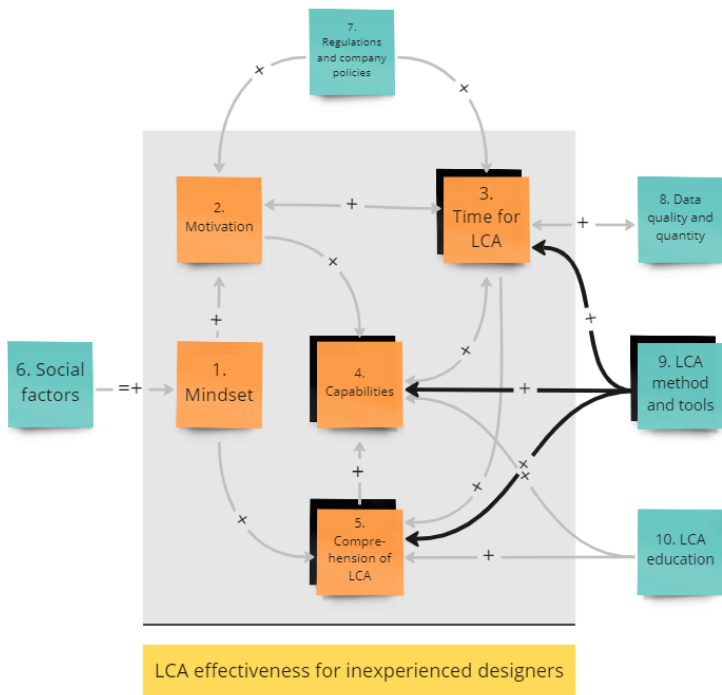 7.
Regulations
and company
policies
×
×
2.
Motivation
+
3.
Time for
LCA
+
8. Data
quality and
quantity
×
+
6. Social
factors
=+
+
1.
Mindset
4.
Capabilities
×
+
9. LCA
method
and tools
×
+
×
×
×
5.
Compre-
hension of
LCA
+
10. LCA
education
LCA effectiveness for inexperienced designers